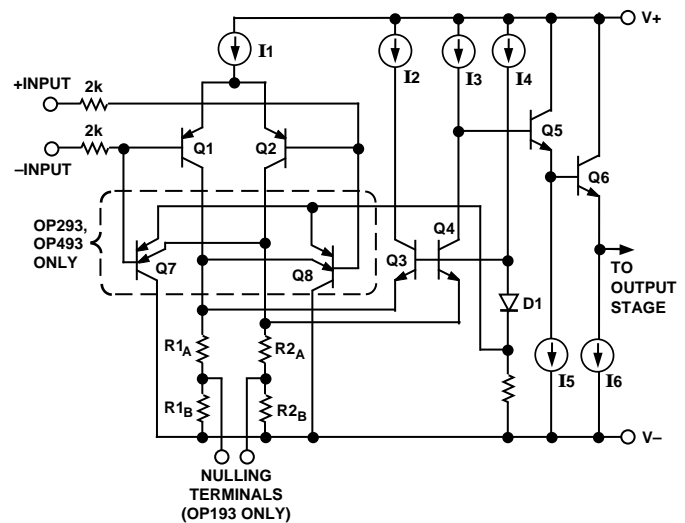 V+
I1
I2
I3
I4
+INPUT
2k
2k
–INPUT
Q1
Q2
Q5
Q6
OP293,
OP493
ONLY
Q7
Q8
Q3
Q4
TO
OUTPUT
STAGE
D1
R1A
R2A
I5
I6
R1B
R2B
V–
NULLING
TERMINALS
(OP193 ONLY)